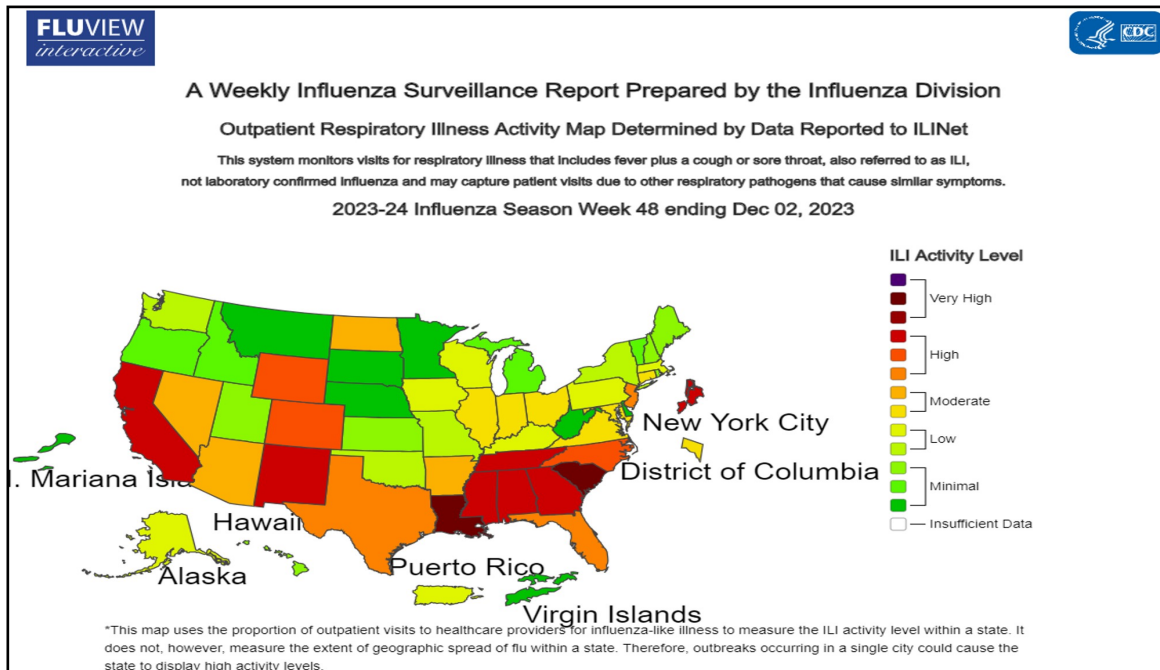 FLUVIEW
interactive
CDC
A Weekly Influenza Surveillance Report Prepared by the Influenza Division
Outpatient Respiratory Illness Activity Map Determined by Data Reported to ILINet
This system monitors visits for respiratory illness that includes fever plus a cough or sore throat, also referred to as ILI,
not laboratory confirmed influenza and may capture patient visits due to other respiratory pathogens that cause similar symptoms.
2023-24 Influenza Season Week 48 ending Dec 02, 2023
ILI Activity Level
Very High
High
Moderate
Low
Minimal
Insufficient Data
New York City
District of Columbia
. Mariana Isla
Hawaii
Alaska
Puerto Rico
Virgin Islands
*This map uses the proportion of outpatient visits to healthcare providers for influenza-like illness to measure the ILI activity level within a state. It
does not, however, measure the extent of geographic spread of flu within a state. Therefore, outbreaks occurring in a single city could cause the
state to display high activity levels.